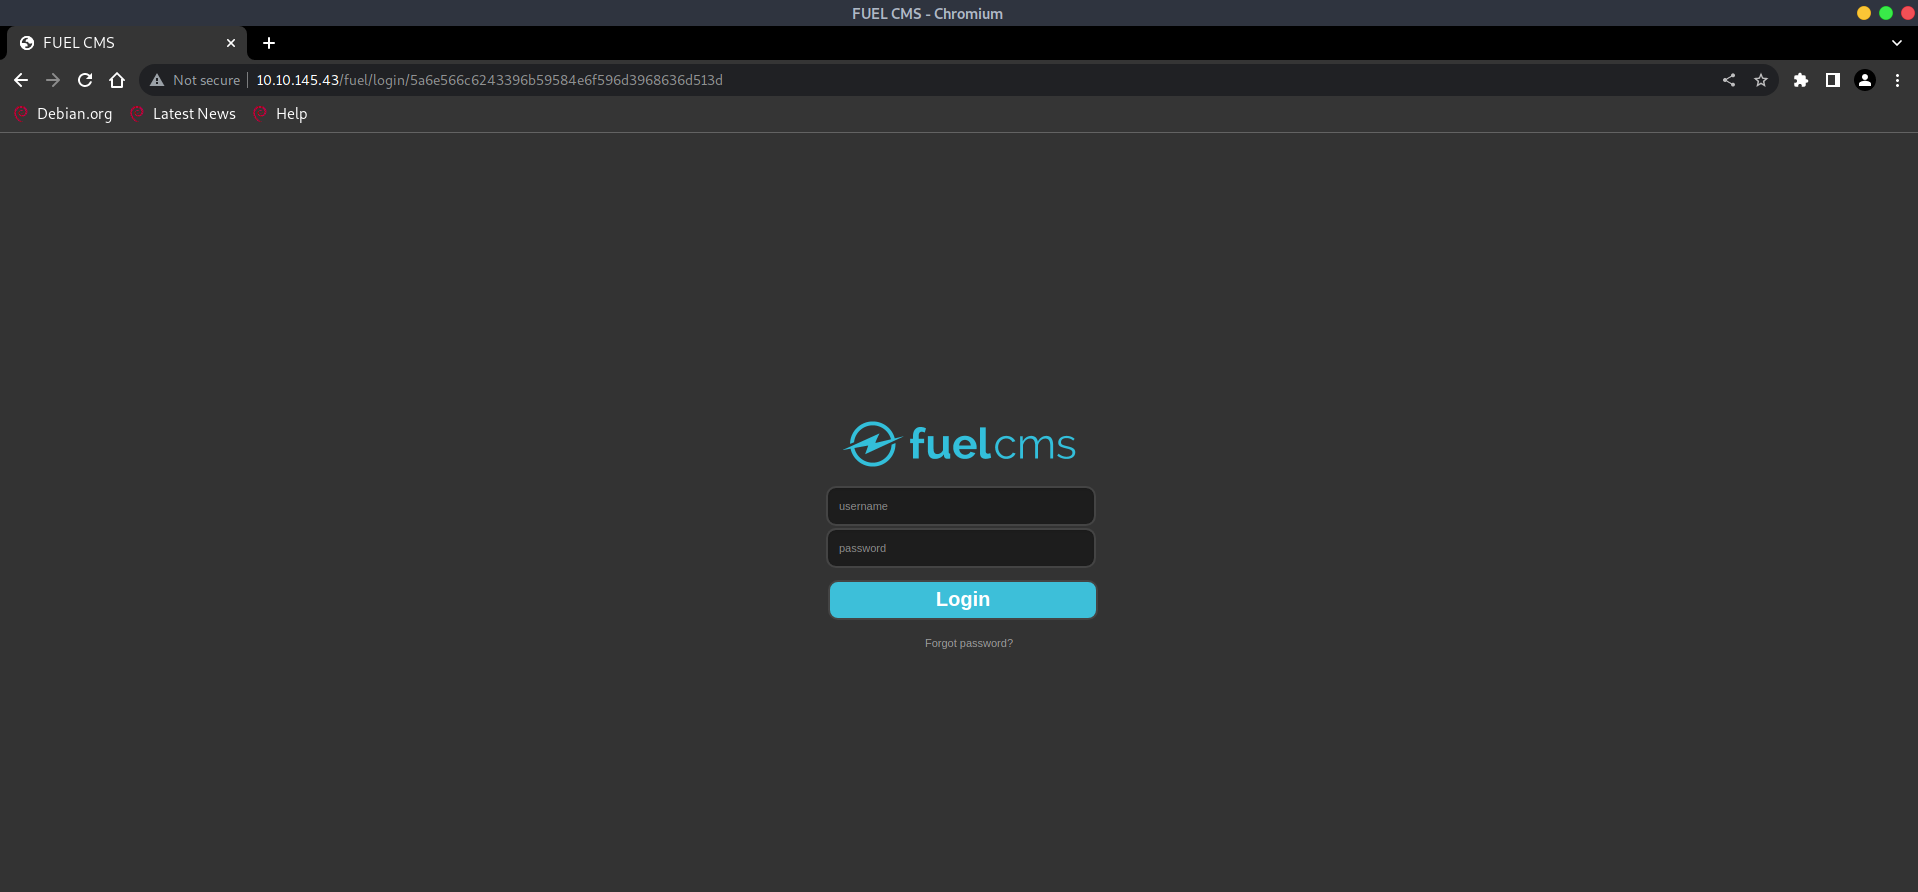 FUEL CMS - Chromium
FUEL CMS
Not secure 10.10.145.43/fuel/login/5a6e566c6243396b59584e6f596d3968636d513d
Debian.org Latest News Help
fuelcms
username
password
Login
Forgot password?